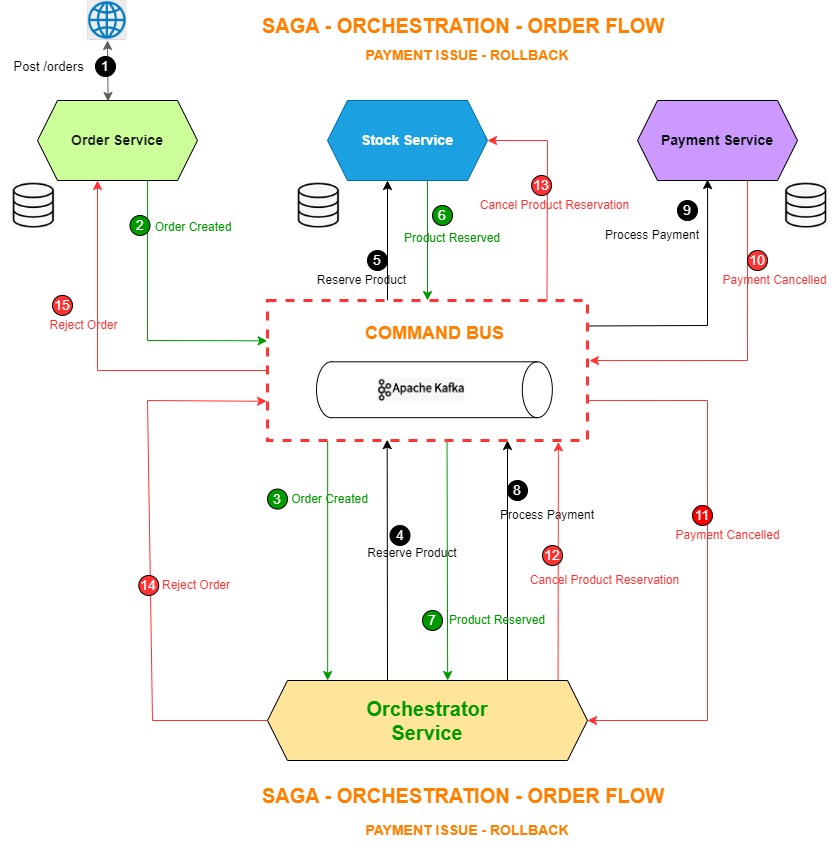 SAGA - ORCHESTRATION - ORDER FLOW
PAYMENT ISSUE - ROLLBACK
Post /orders
1
Order Service
Stock Service
Payment Service
13
Cancel Product Reservation
2
Order Created
6
Product Reserved
9
Process Payment
5
Reserve Product
10
Payment Cancelled
15
Reject Order
COMMAND BUS
Apache Kafka
3
Order Created
8
Process Payment
4
Reserve Product
11
Payment Cancelled
12
Cancel Product Reservation
14
Reject Order
7
Product Reserved
Orchestrator
Service
SAGA - ORCHESTRATION - ORDER FLOW
PAYMENT ISSUE - ROLLBACK